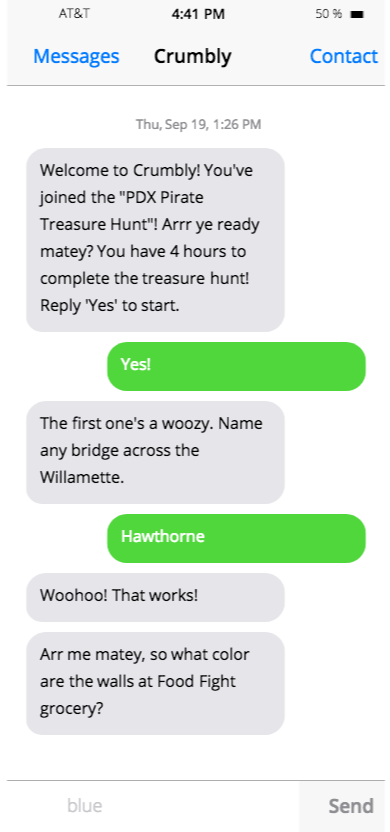 AT&T 4:41 PM 50 %
Messages Crumbly Contact
Thu, Sep 19, 1:26 PM
Welcome to Crumbly! You've
joined the "PDX Pirate
Treasure Hunt"! Arrr ye ready
matey? You have 4 hours to
complete the treasure hunt!
Reply 'Yes' to start.
Yes!
The first one's a woozy. Name
any bridge across the
Willamette.
Hawthorne
Woohoo! That works!
Arr me matey, so what color
are the walls at Food Fight
grocery?
blue Send